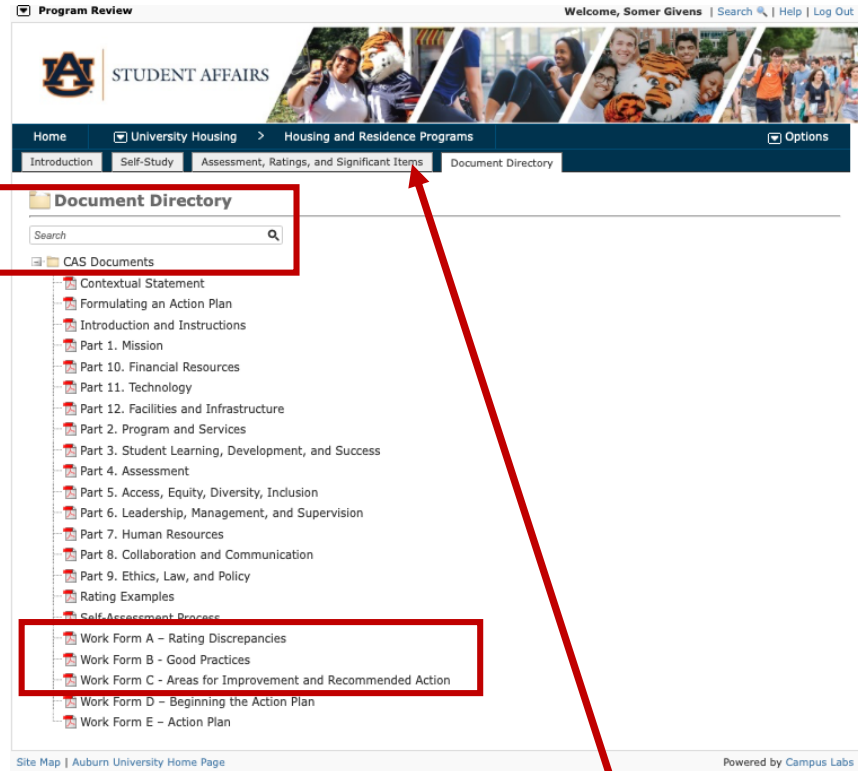 Program Review
Welcome, Somer Givens | Search | Help | Log Out
STUDENT AFFAIRS
Home University Housing > Housing and Residence Programs Options
Introduction Self-Study Assessment, Ratings, and Significant Items Document Directory
Document Directory
Search
CAS Documents
Contextual Statement
Formulating an Action Plan
Introduction and Instructions
Part 1. Mission
Part 10. Financial Resources
Part 11. Technology
Part 12. Facilities and Infrastructure
Part 2. Program and Services
Part 3. Student Learning, Development, and Success
Part 4. Assessment
Part 5. Access, Equity, Diversity, Inclusion
Part 6. Leadership, Management, and Supervision
Part 7. Human Resources
Part 8. Collaboration and Communication
Part 9. Ethics, Law, and Policy
Rating Examples
Self-Assessment Process
Work Form A – Rating Discrepancies
Work Form B - Good Practices
Work Form C - Areas for Improvement and Recommended Action
Work Form D – Beginning the Action Plan
Work Form E – Action Plan
Site Map | Auburn University Home Page
Powered by Campus Labs